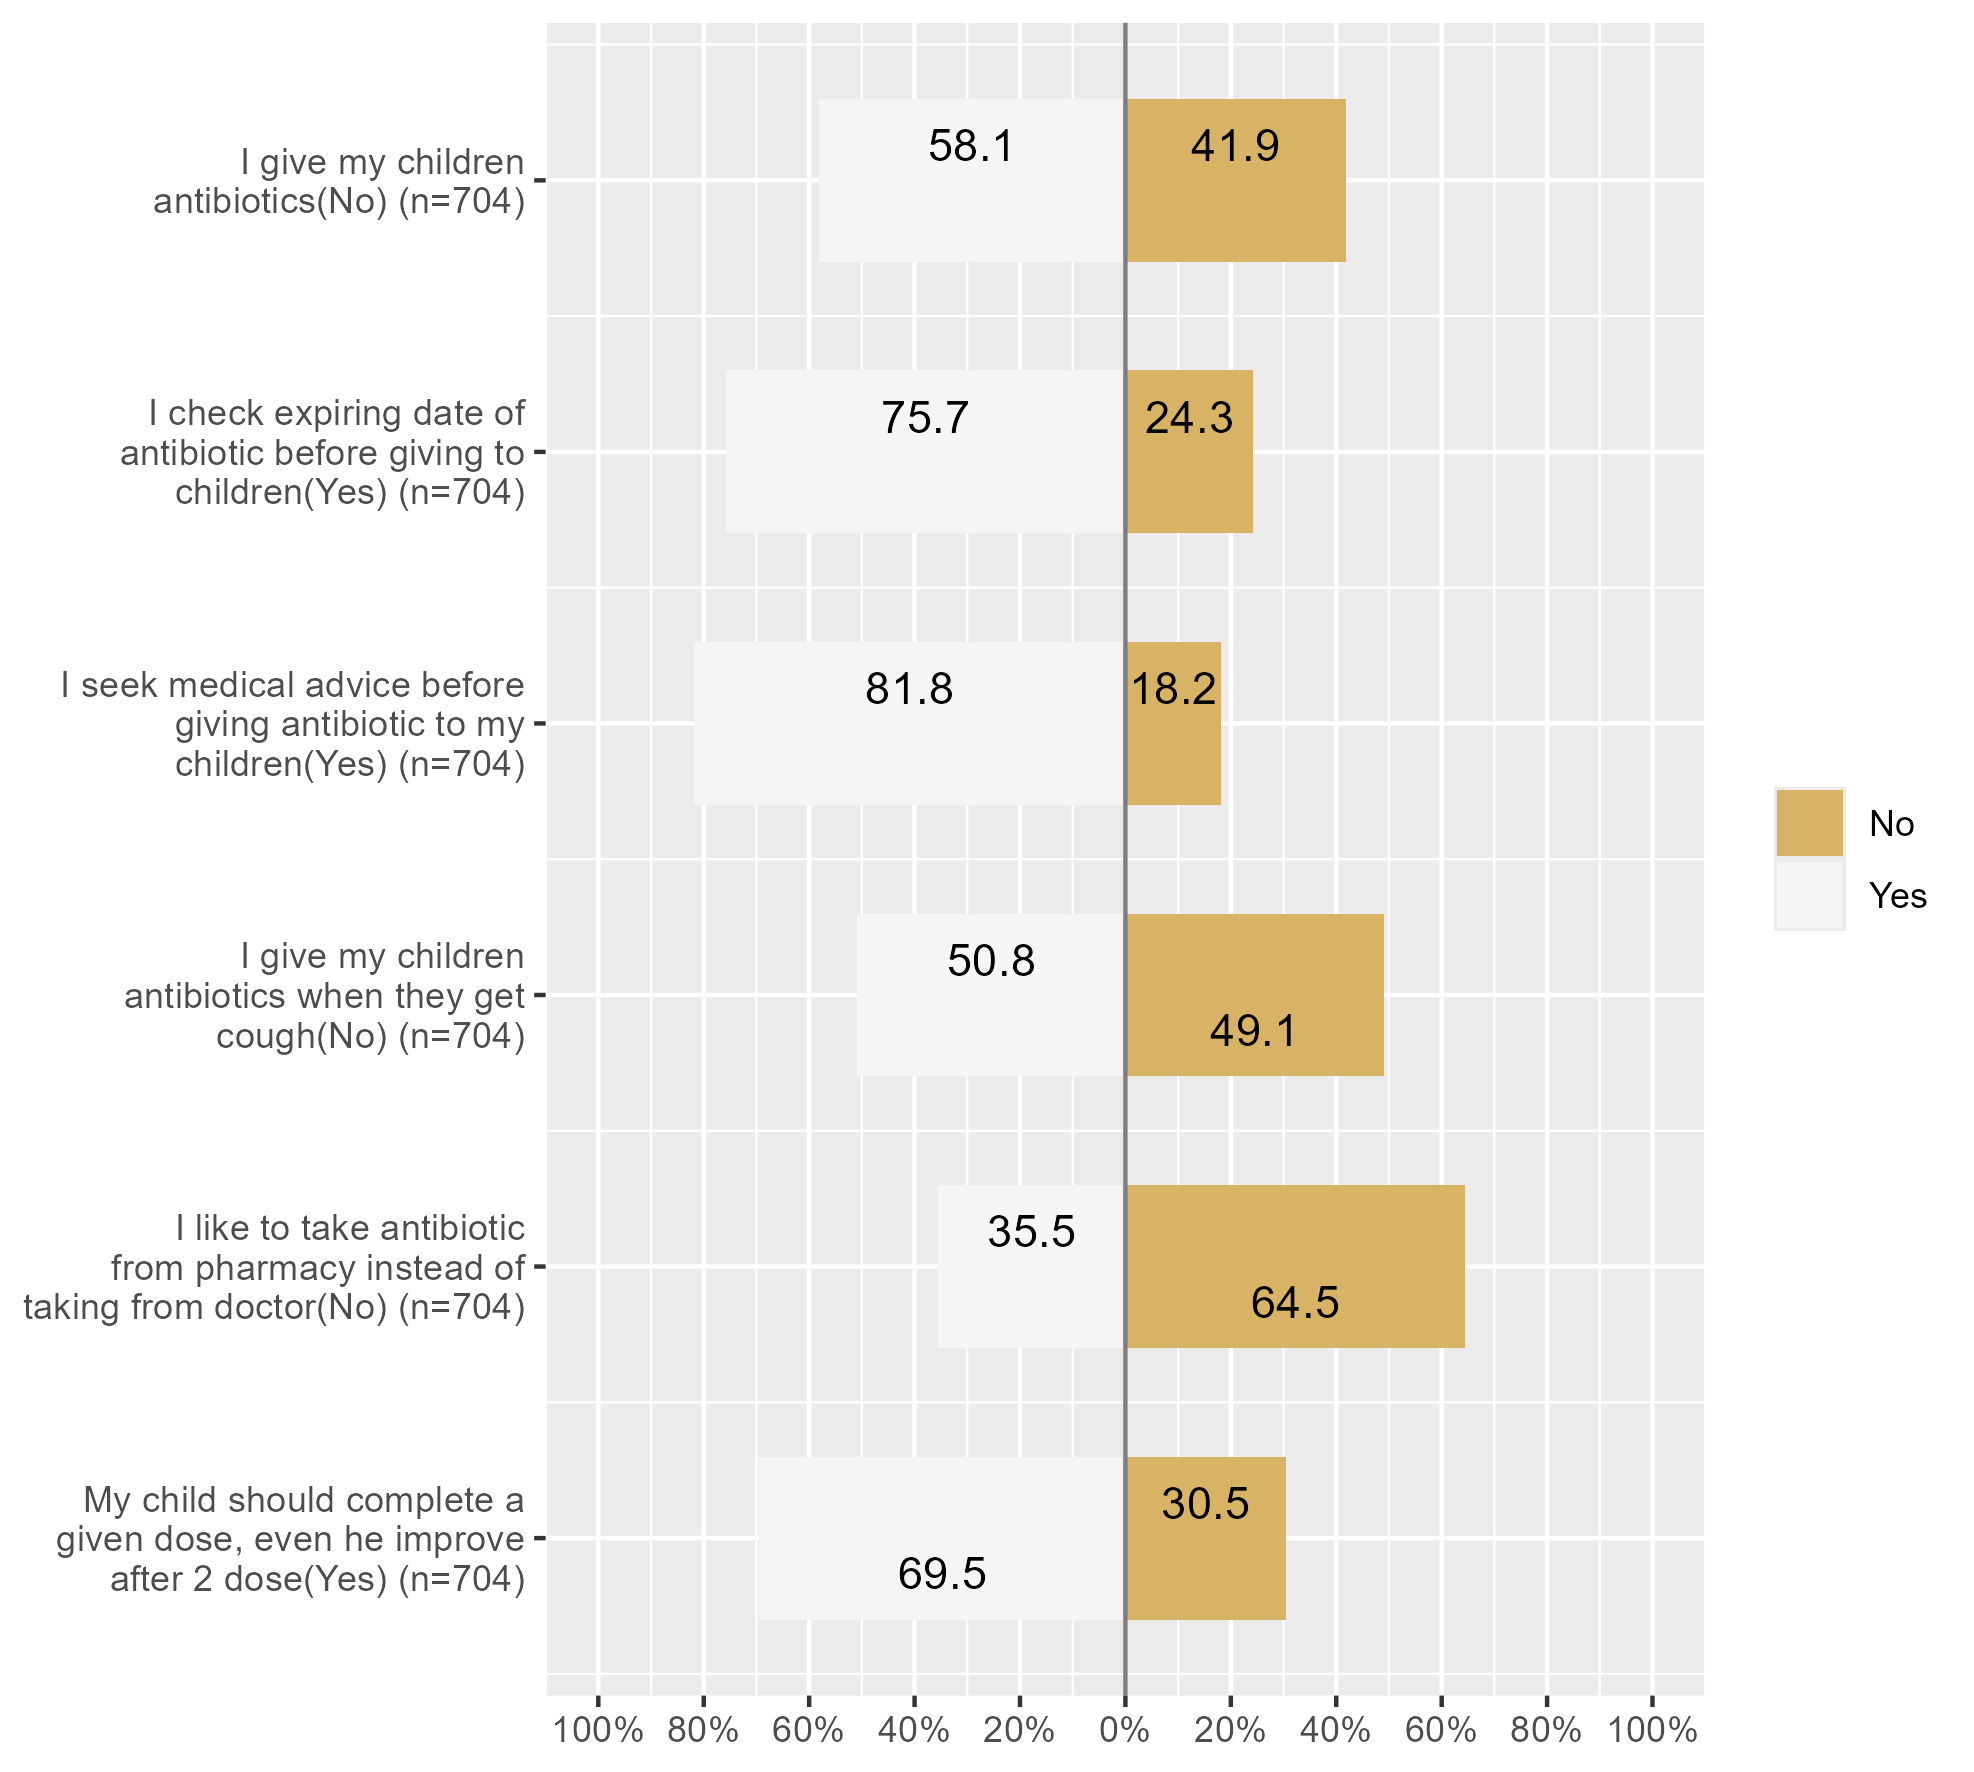 I give my children
antibiotics(No) (n=704)
58.1
41.9
I check expiring date of
antibiotic before giving to
children(Yes) (n=704)
75.7
24.3
I seek medical advice before
giving antibiotic to my
children(Yes) (n=704)
81.8
18.2
I give my children
antibiotics when they get
cough(No) (n=704)
50.8
49.1
I like to take antibiotic
from pharmacy instead of
taking from doctor(No) (n=704)
35.5
64.5
My child should complete a
given dose, even he improve
after 2 dose(Yes) (n=704)
69.5
30.5
100% 80% 60% 40% 20% 0% 20% 40% 60% 80% 100%
No
Yes